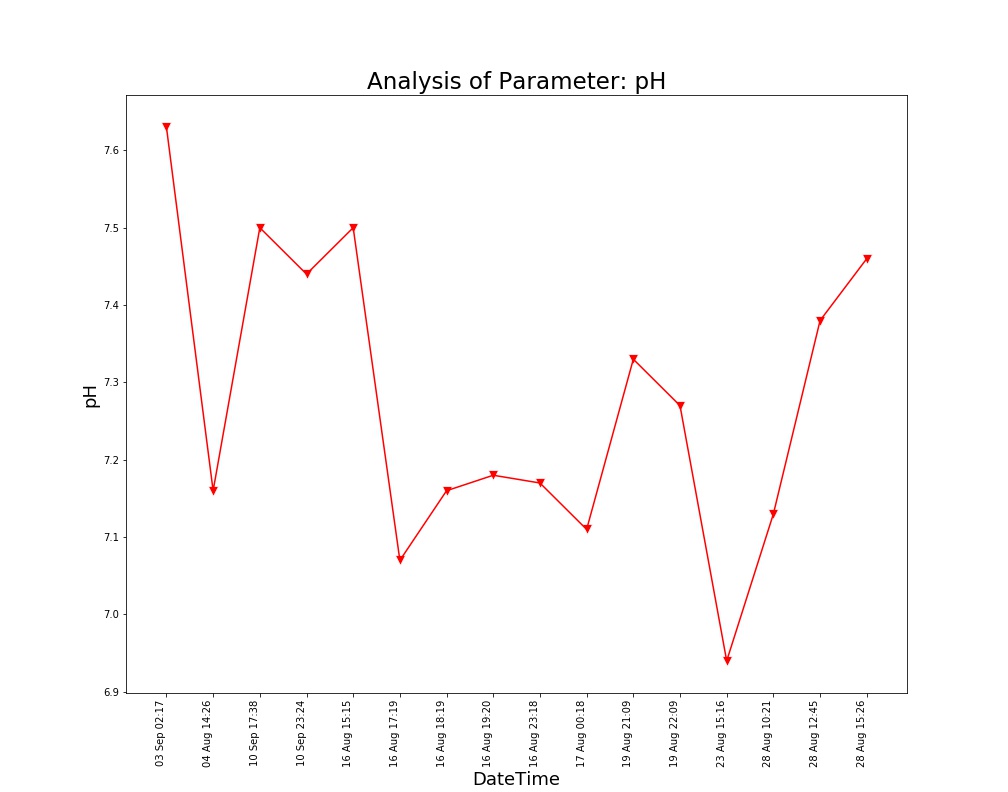 Analysis of Parameter: pH
7.6
7.5
7.4
7.3
7.2
7.1
7.0
6.9
pH
03 Sep 02:17
04 Aug 14:26
10 Sep 17:38
10 Sep 23:24
16 Aug 15:15
16 Aug 17:19
16 Aug 18:19
16 Aug 19:20
16 Aug 23:18
17 Aug 00:18
19 Aug 21:09
19 Aug 22:09
23 Aug 15:16
28 Aug 10:21
28 Aug 12:45
28 Aug 15:26
DateTime